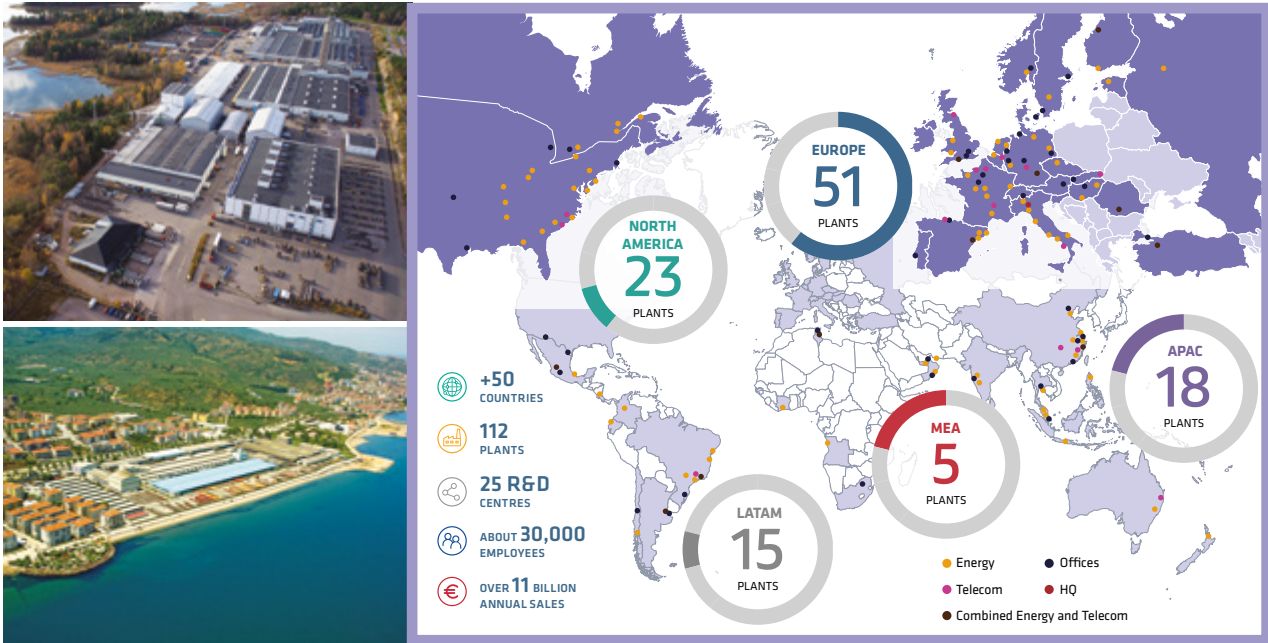 EUROPE
51
PLANTS
NORTH
AMERICA
23
PLANTS
APAC
18
PLANTS
MEA
5
PLANTS
LATAM
15
PLANTS
+50
COUNTRIES
112
PLANTS
25 R&D
CENTRES
ABOUT 30,000
EMPLOYEES
€
OVER 11 BILLION
ANNUAL SALES
Energy
Offices
Telecom
HQ
Combined Energy and Telecom